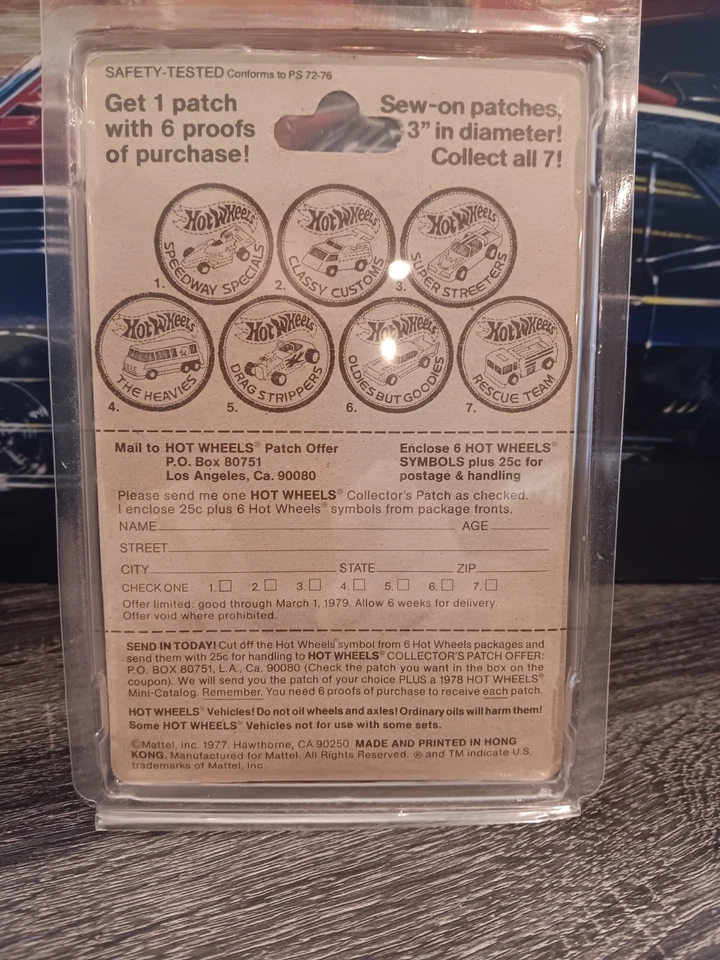 SAFETY-TESTED Conforms to PS 72-76
Get 1 patch
with 6 proofs
of purchase!
Sew-on patches,
3" in diameter!
Collect all 7!
Hot Wheels
SPEEDWAY SPECIALS
1.
Hot Wheels
CLASSY CUSTOMS
2.
Hot Wheels
SUPER STREETERS
3.
Hot Wheels
THE HEAVIES
4.
Hot Wheels
DRAG STRIPPERS
5.
Hot Wheels
OLDIES BUT GOODIES
6.
Hot Wheels
RESCUE TEAM
7.
Mail to HOT WHEELS® Patch Offer
P.O. Box 80751
Los Angeles, Ca. 90080
Enclose 6 HOT WHEELS®
SYMBOLS plus 25c for
postage & handling
Please send me one HOT WHEELS® Collector's Patch as checked.
I enclose 25c plus 6 Hot Wheels® symbols from package fronts.
NAME AGE
STREET
CITY STATE ZIP
CHECK ONE 1. 2. 3. 4. 5. 6. 7.
Offer limited: good through March 1, 1979. Allow 6 weeks for delivery.
Offer void where prohibited.
SEND IN TODAY! Cut off the Hot Wheels® symbol from 6 Hot Wheels packages and
send them with 25c for handling to HOT WHEELS® COLLECTOR'S PATCH OFFER:
P.O. BOX 80751, L.A., Ca. 90080 (Check the patch you want in the box on the
coupon). We will send you the patch of your choice PLUS a 1978 HOT WHEELS®
Mini-Catalog. Remember. You need 6 proofs of purchase to receive each patch.
HOT WHEELS® Vehicles! Do not oil wheels and axles! Ordinary oils will harm them!
Some HOT WHEELS® Vehicles not for use with some sets.
©Mattel, Inc. 1977. Hawthorne, CA 90250. MADE AND PRINTED IN HONG
KONG. Manufactured for Mattel. All Rights Reserved. ® and TM indicate U.S.
trademarks of Mattel, Inc.